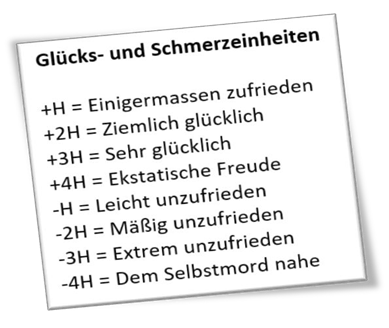 Glücks- und Schmerzeinheiten
+H = Einigermassen zufrieden
+2H = Ziemlich glücklich
+3H = Sehr glücklich
+4H = Ekstatische Freude
-H = Leicht unzufrieden
-2H = Mäßig unzufrieden
-3H = Extrem unzufrieden
-4H = Dem Selbstmord nahe